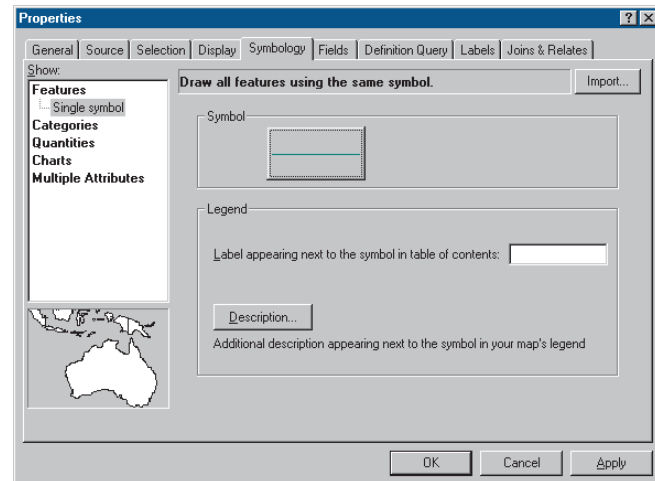 Properties
General Source Selection Display Symbology Fields Definition Query Labels Joins & Relates
Show:
Features
Single symbol
Categories
Quantities
Charts
Multiple Attributes
Draw all features using the same symbol.
Import...
Symbol
Legend
Label appearing next to the symbol in table of contents:
Description...
Additional description appearing next to the symbol in your map's legend
OK Cancel Apply